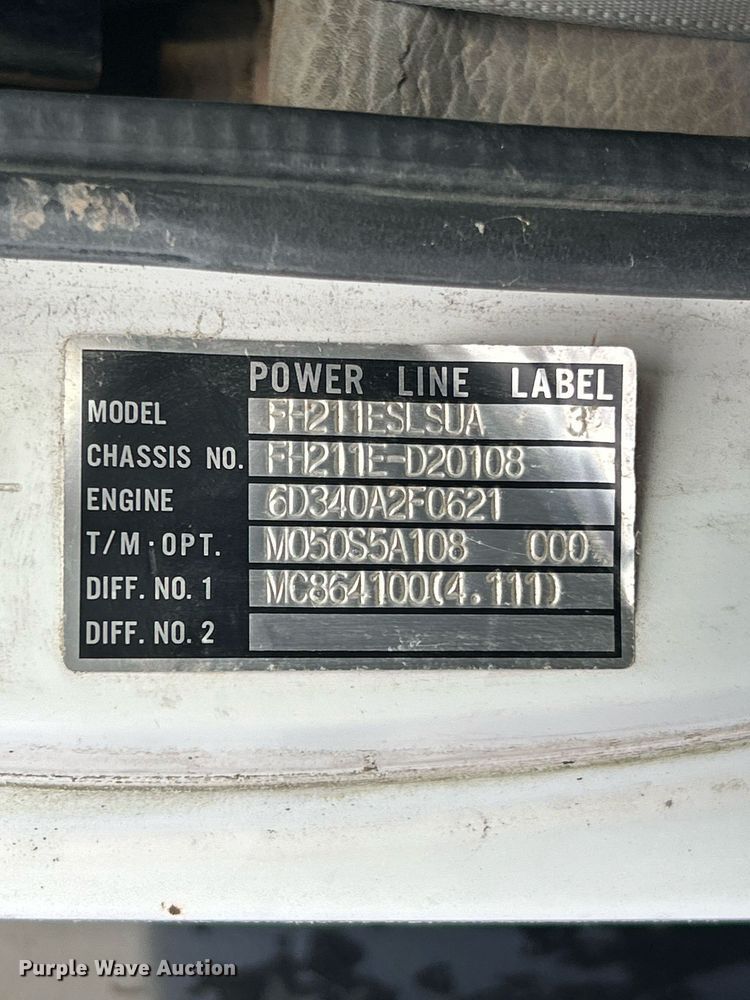 POWER LINE LABEL
MODEL FH211ESLSUA 3
CHASSIS NO. FH211E-D20108
ENGINE 6D340A2F0621
T/M·OPT. M050S5A108 000
DIFF. NO. 1 MC864100(4.111)
DIFF. NO. 2
Purple Wave Auction